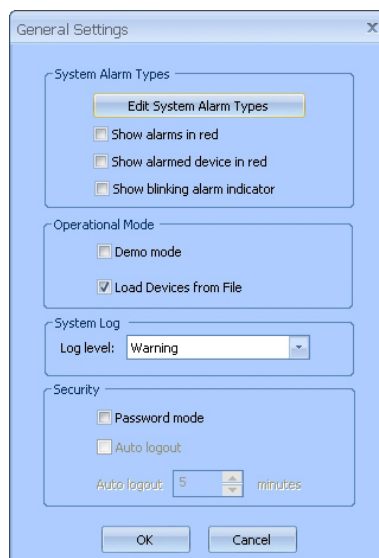 General Settings
System Alarm Types
Edit System Alarm Types
Show alarms in red
Show alarmed device in red
Show blinking alarm indicator
Operational Mode
Demo mode
Load Devices from File
System Log
Log level: Warning
Security
Password mode
Auto logout
Auto logout 5 minutes
OK Cancel